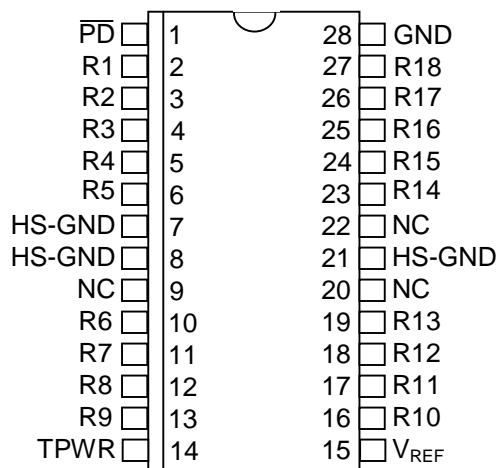 P̅D̅ 1 28 GND
R1 2 27 R18
R2 3 26 R17
R3 4 25 R16
R4 5 24 R15
R5 6 23 R14
HS-GND 7 22 NC
HS-GND 8 21 HS-GND
NC 9 20 NC
R6 10 19 R13
R7 11 18 R12
R8 12 17 R11
R9 13 16 R10
TPWR 14 15 VREF